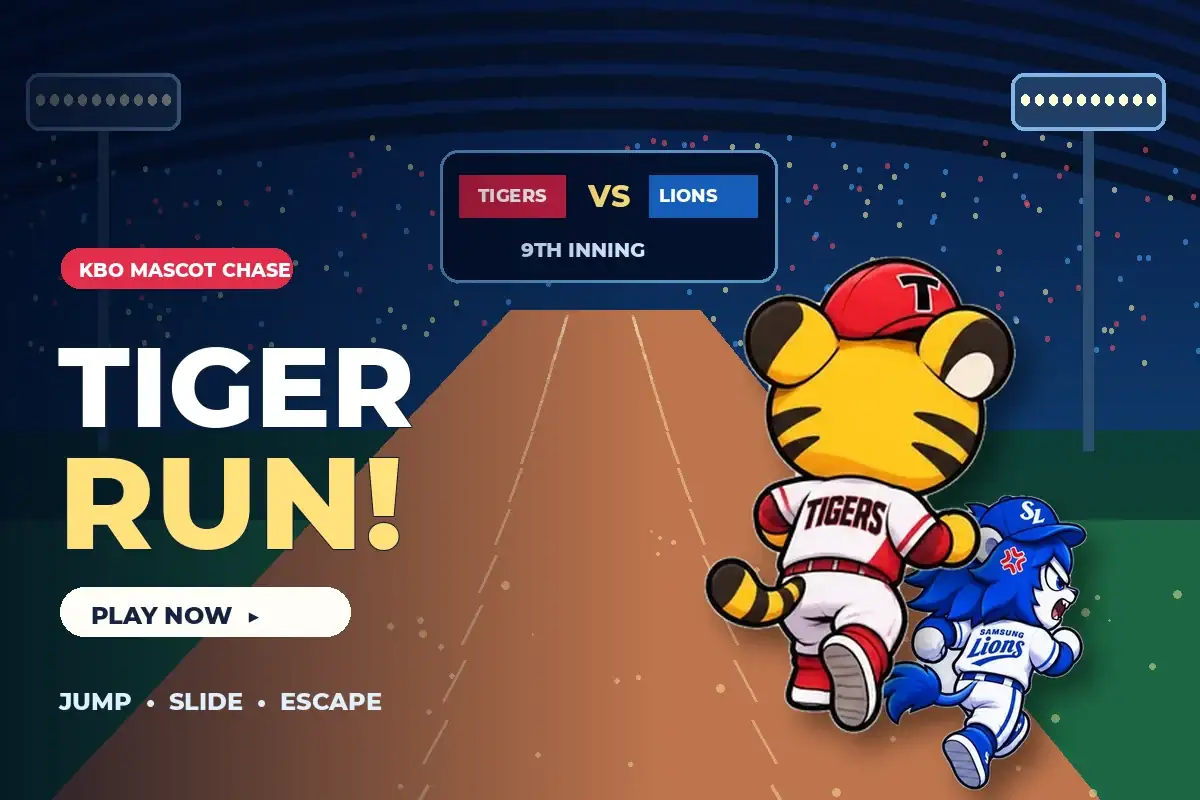 TIGERS VS LIONS
9TH INNING
KBO MASCOT CHASE
TIGER
RUN!
PLAY NOW ▸
JUMP • SLIDE • ESCAPE
T
TIGERS
SL
SAMSUNG
Lions